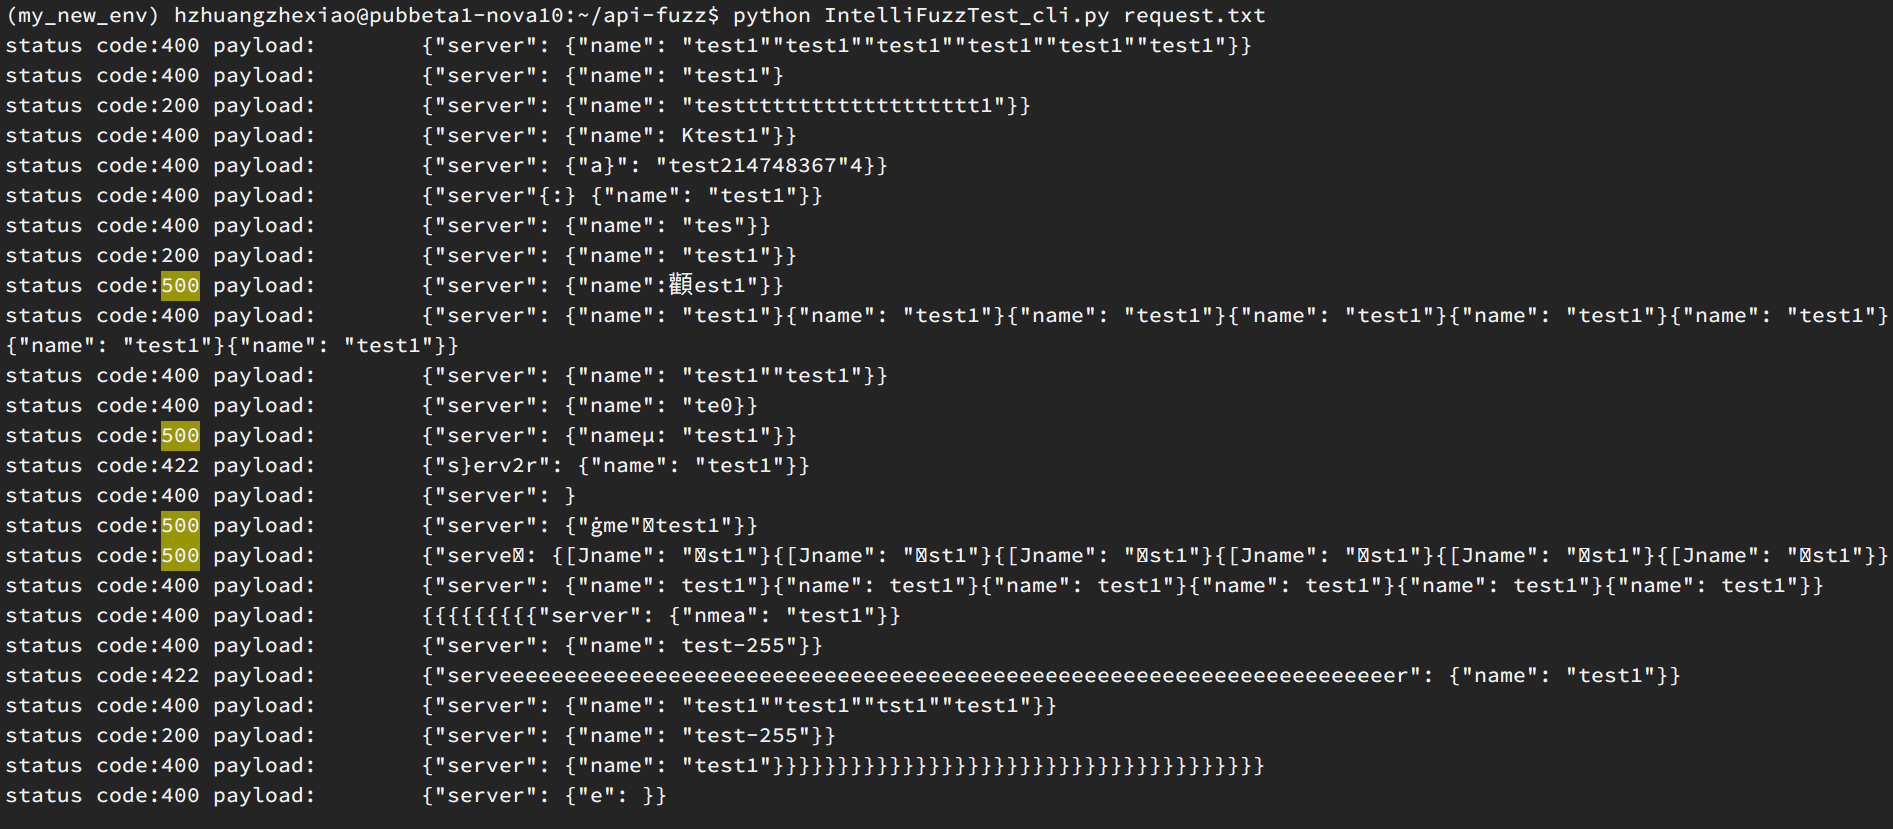 (my_new_env) hzhuangzhexiao@pubbeta1-nova10:~/api-fuzz$ python IntelliFuzzTest_cli.py request.txt
status code:400 payload: {"server": {"name": "test1""test1""test1""test1""test1""test1"}}
status code:400 payload: {"server": {"name": "test1"}
status code:200 payload: {"server": {"name": "testttttttttttttttttttt1"}}
status code:400 payload: {"server": {"name": Ktest1"}}
status code:400 payload: {"server": {"a}": "test214748367"4}}
status code:400 payload: {"server"{:} {"name": "test1"}}
status code:400 payload: {"server": {"name": "tes"}}
status code:200 payload: {"server": {"name": "test1"}}
status code:500 payload: {"server": {"name":顴est1"}}
status code:400 payload: {"server": {"name": "test1"}{"name": "test1"}{"name": "test1"}{"name": "test1"}{"name": "test1"}{"name": "test1"}
{"name": "test1"}{"name": "test1"}}
status code:400 payload: {"server": {"name": "test1""test1"}}
status code:400 payload: {"server": {"name": "te0}}
status code:500 payload: {"server": {"nameµ: "test1"}}
status code:422 payload: {"s}erv2r": {"name": "test1"}}
status code:400 payload: {"server": }
status code:500 payload: {"server": {"ġme"�test1"}}
status code:500 payload: {"serve�: {[Jname": "�st1"}{[Jname": "�st1"}{[Jname": "�st1"}{[Jname": "�st1"}{[Jname": "�st1"}{[Jname": "�st1"}}
status code:400 payload: {"server": {"name": test1"}{"name": test1"}{"name": test1"}{"name": test1"}{"name": test1"}{"name": test1"}}
status code:400 payload: {{{{{{{{{"server": {"nmea": "test1"}}
status code:400 payload: {"server": {"name": test-255"}}
status code:422 payload: {"serveeeeeeeeeeeeeeeeeeeeeeeeeeeeeeeeeeeeeeeeeeeeeeeeeeeeeeeeeeeeeeeeeeeeeer": {"name": "test1"}}
status code:400 payload: {"server": {"name": "test1""test1""tst1""test1"}}
status code:200 payload: {"server": {"name": "test-255"}}
status code:400 payload: {"server": {"name": "test1"}}}}}}}}}}}}}}}}}}}}}}}}}}}}}}}}}}}}}}
status code:400 payload: {"server": {"e": }}